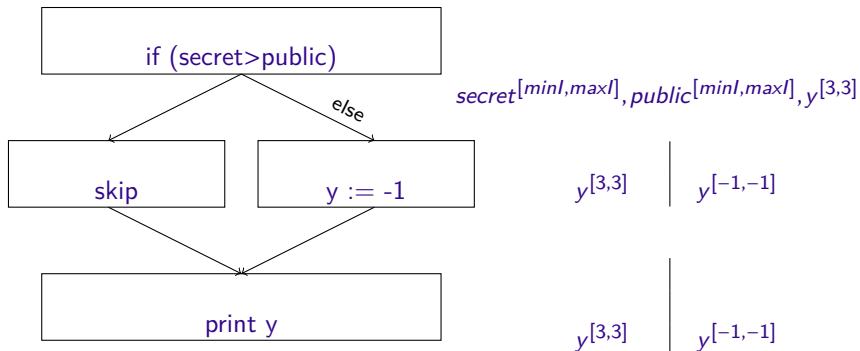 if (secret>public)
secret[minI,maxI], public[minI,maxI], y[3,3]
else
skip
y := -1
y[3,3]
y[−1,−1]
print y
y[3,3]
y[−1,−1]